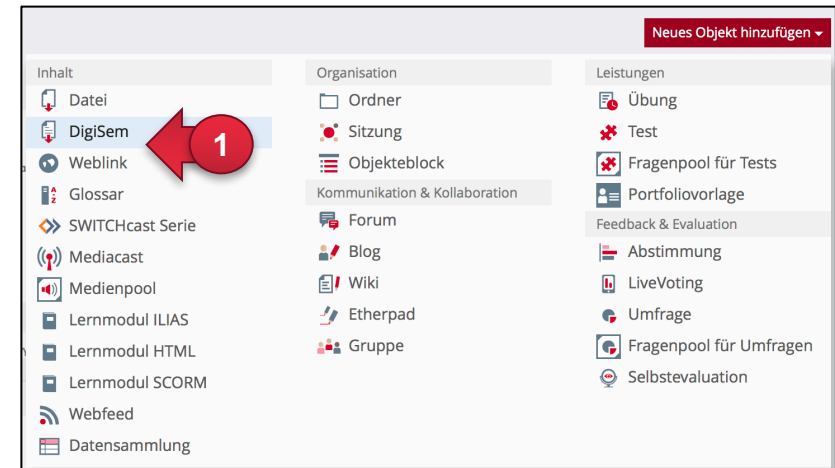 Neues Objekt hinzufügen
Inhalt
Datei
DigiSem
1
Weblink
Glossar
SWITCHcast Serie
Mediacast
Medienpool
Lernmodul ILIAS
Lernmodul HTML
Lernmodul SCORM
Webfeed
Datensammlung
Organisation
Ordner
Sitzung
Objekteblock
Kommunikation & Kollaboration
Forum
Blog
Wiki
Etherpad
Gruppe
Leistungen
Übung
Test
Fragenpool für Tests
Portfoliovorlage
Feedback & Evaluation
Abstimmung
LiveVoting
Umfrage
Fragenpool für Umfragen
Selbstevaluation